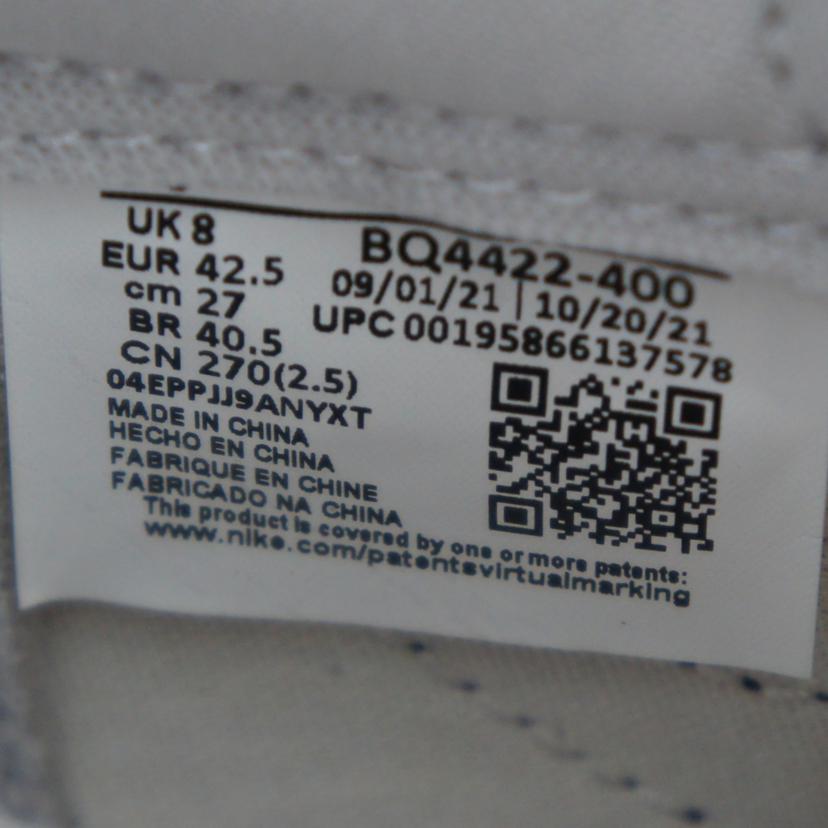 UK 8
EUR 42.5
cm 27
BR 40.5
CN 270(2.5)
04EPPJJ9ANYXT
MADE IN CHINA
HECHO EN CHINA
FABRIQUE EN CHINE
FABRICADO NA CHINA
BQ4422-400
09/01/21 | 10/20/21
UPC 00195866137578
This product is covered by one or more patents:
www.nike.com/patentsvirtualmarking